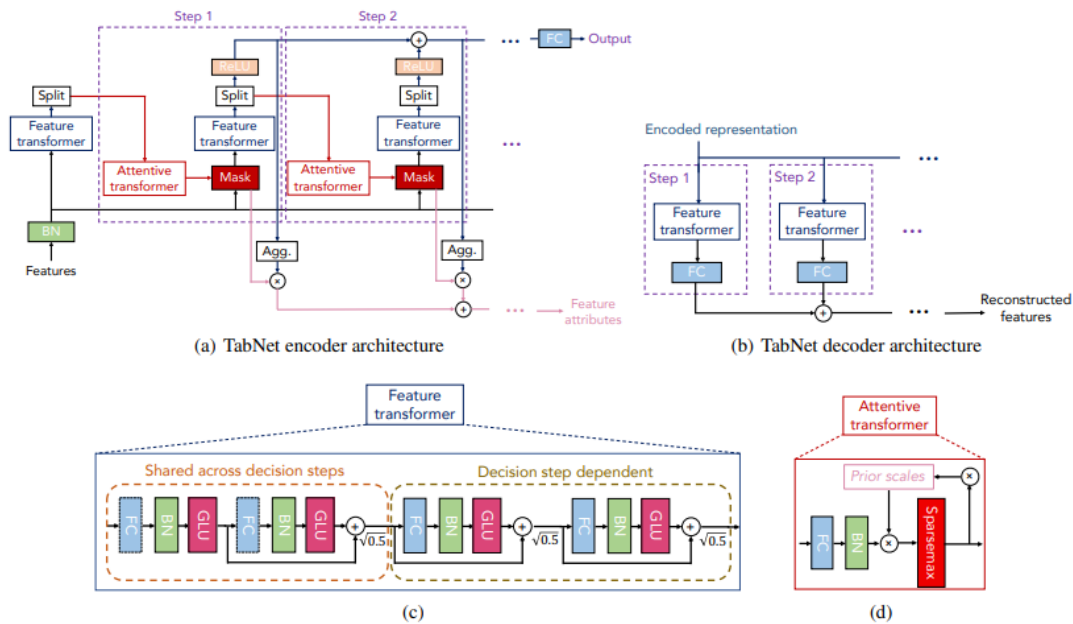 Step 1
Step 2
ReLU
ReLU
... FC Output
Split
Split
Split
Feature
transformer
Feature
transformer
Feature
transformer
...
Attentive
transformer
Mask
Attentive
transformer
Mask
BN
Features
Agg.
Agg.
... Feature
attributes
(a) TabNet encoder architecture
Encoded representation
...
Step 1
Step 2
Feature
transformer
Feature
transformer
...
FC
FC
... Reconstructed
features
(b) TabNet decoder architecture
Feature
transformer
Shared across decision steps
Decision step dependent
FC BN GLU FC BN GLU + √0.5 FC BN GLU + √0.5 FC BN GLU + √0.5
(c)
Attentive
transformer
Prior scales
FC BN Sparsemax
(d)